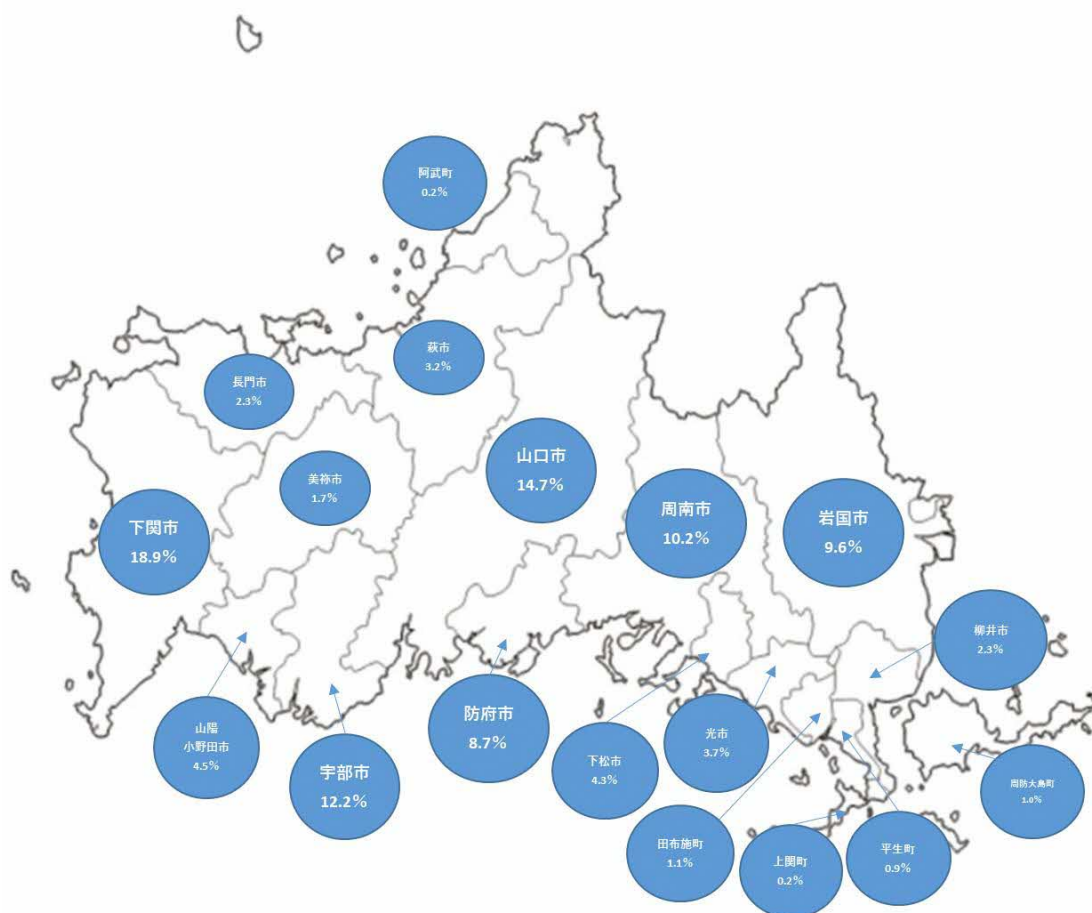 阿武町
0.2%
萩市
3.2%
長門市
2.3%
山口市
14.7%
美祢市
1.7%
周南市
10.2%
岩国市
9.6%
下関市
18.9%
柳井市
2.3%
山陽
小野田市
4.5%
防府市
8.7%
光市
3.7%
宇部市
12.2%
下松市
4.3%
周防大島町
1.0%
田布施町
1.1%
上関町
0.2%
平生町
0.9%